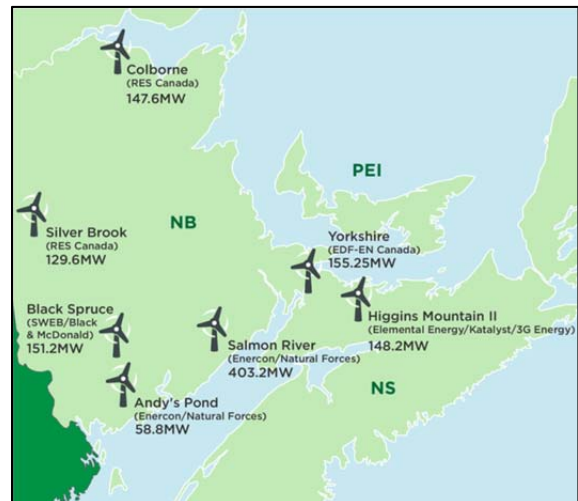 Colborne
(RES Canada)
147.6MW
PEI
Silver Brook
(RES Canada)
129.6MW
NB
Yorkshire
(EDF-EN Canada)
155.25MW
Black Spruce
(SWEB/Black
& McDonald)
151.2MW
Salmon River
(Enercon/Natural Forces)
403.2MW
Higgins Mountain II
(Elemental Energy/Katalyst/3G Energy)
148.2MW
Andy's Pond
(Enercon/Natural Forces)
58.8MW
NS